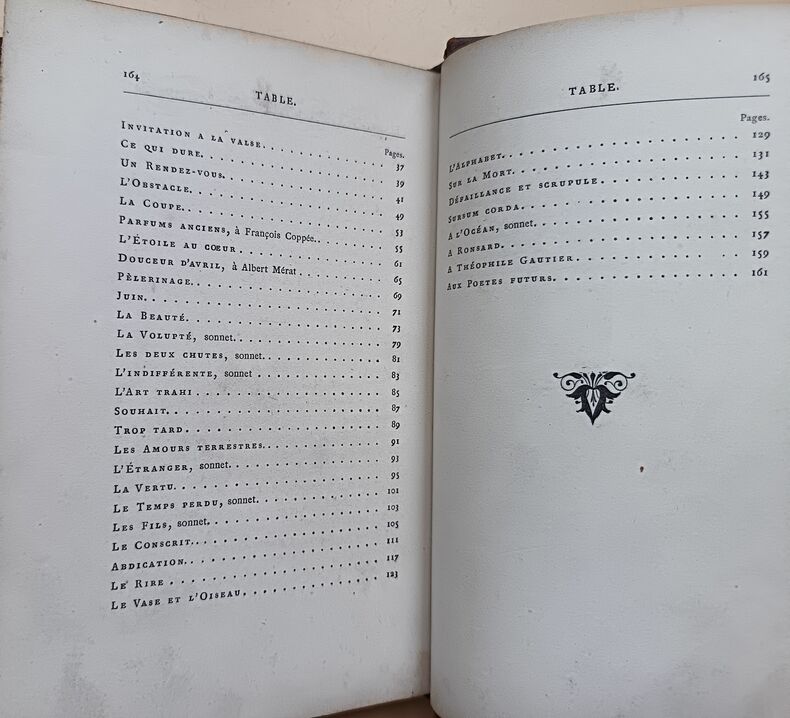 164
TABLE.
Pages.
INVITATION A LA VALSE. 37
CE QUI DURE. 39
UN RENDEZ-VOUS. 41
L'OBSTACLE. 49
LA COUPE. 53
PARFUMS ANCIENS, à François Coppée. 55
L'ÉTOILE AU CŒUR 61
DOUCEUR D'AVRIL, à Albert Mérat 65
PÈLERINAGE. 69
JUIN. 71
LA BEAUTÉ. 73
LA VOLUPTÉ, sonnet. 79
LES DEUX CHUTES, sonnet. 81
L'INDIFFÉRENTE, sonnet 83
L'ART TRAHI 85
SOUHAIT. 87
TROP TARD 89
LES AMOURS TERRESTRES. 91
L'ÉTRANGER, sonnet. 93
LA VERTU. 95
LE TEMPS PERDU, sonnet. 101
LES FILS, sonnet. 103
LE CONSCRIT. 105
ABDICATION. 111
LE RIRE 117
LE VASE ET L'OISEAU. 123
TABLE. 165
Pages.
L'ALPHABET. 129
SUR LA MORT. 131
DÉFAILLANCE ET SCRUPULE. 143
SURSUM CORDA. 149
A L'OCÉAN, sonnet. 155
A RONSARD. 157
A THÉOPHILE GAUTIER. 159
AUX POETES FUTURS. 161